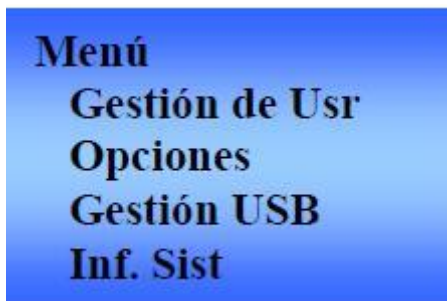 Menú
Gestión de Usr
Opciones
Gestión USB
Inf. Sist